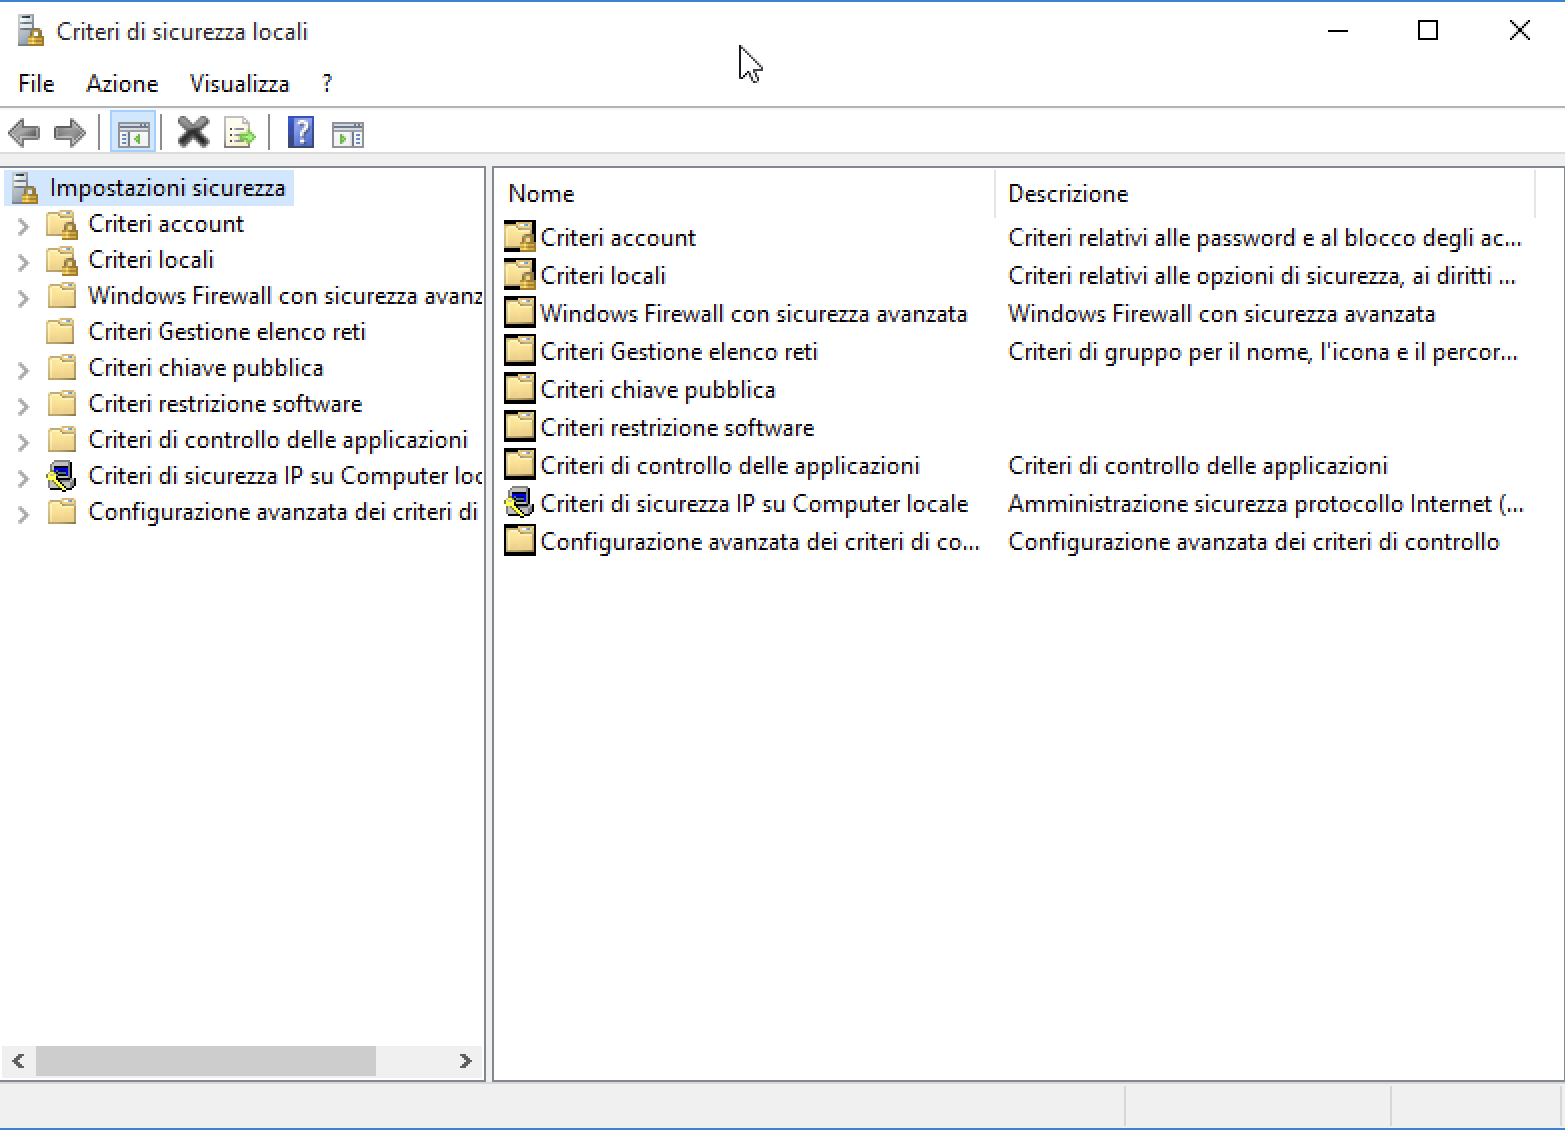 Criteri di sicurezza locali
File Azione Visualizza ?
Impostazioni sicurezza
Criteri account
Criteri locali
Windows Firewall con sicurezza avanz
Criteri Gestione elenco reti
Criteri chiave pubblica
Criteri restrizione software
Criteri di controllo delle applicazioni
Criteri di sicurezza IP su Computer loc
Configurazione avanzata dei criteri di
Nome Descrizione
Criteri account Criteri relativi alle password e al blocco degli ac...
Criteri locali Criteri relativi alle opzioni di sicurezza, ai diritti ...
Windows Firewall con sicurezza avanzata Windows Firewall con sicurezza avanzata
Criteri Gestione elenco reti Criteri di gruppo per il nome, l'icona e il percor...
Criteri chiave pubblica
Criteri restrizione software
Criteri di controllo delle applicazioni Criteri di controllo delle applicazioni
Criteri di sicurezza IP su Computer locale Amministrazione sicurezza protocollo Internet (...
Configurazione avanzata dei criteri di co... Configurazione avanzata dei criteri di controllo